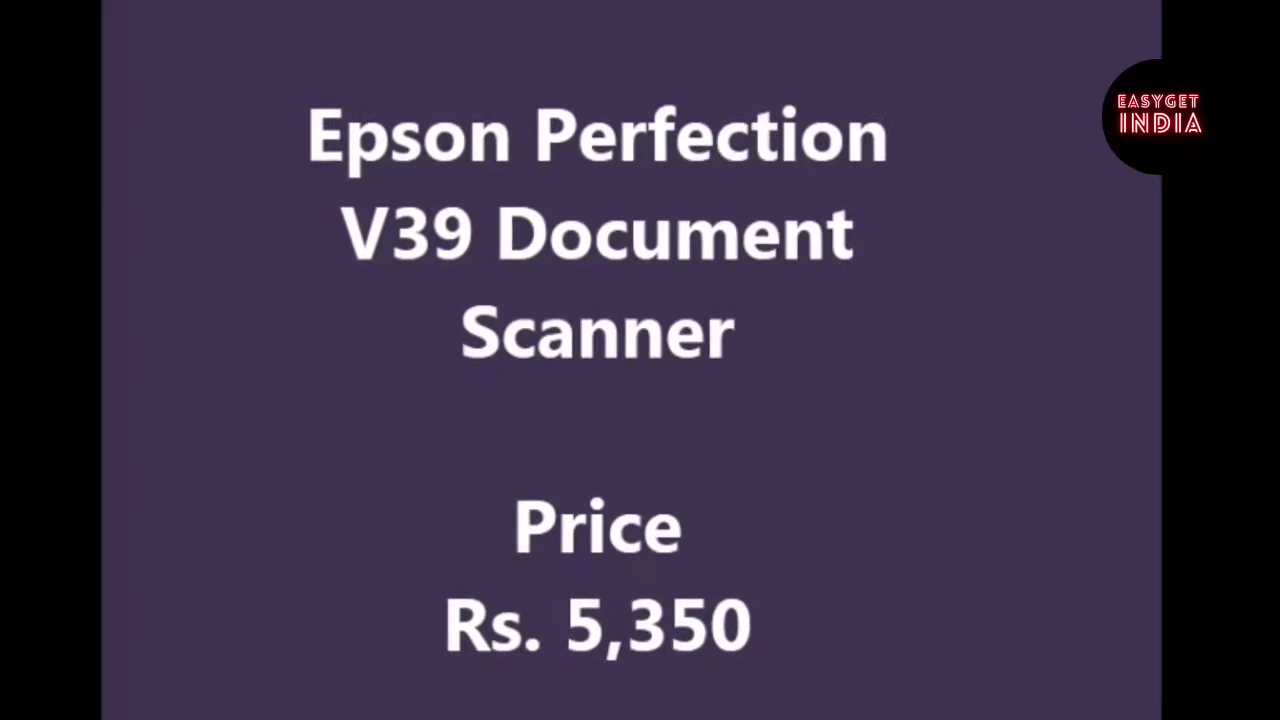 Epson Perfection
V39 Document
Scanner
Price
Rs. 5,350
EASYGET
INDIA